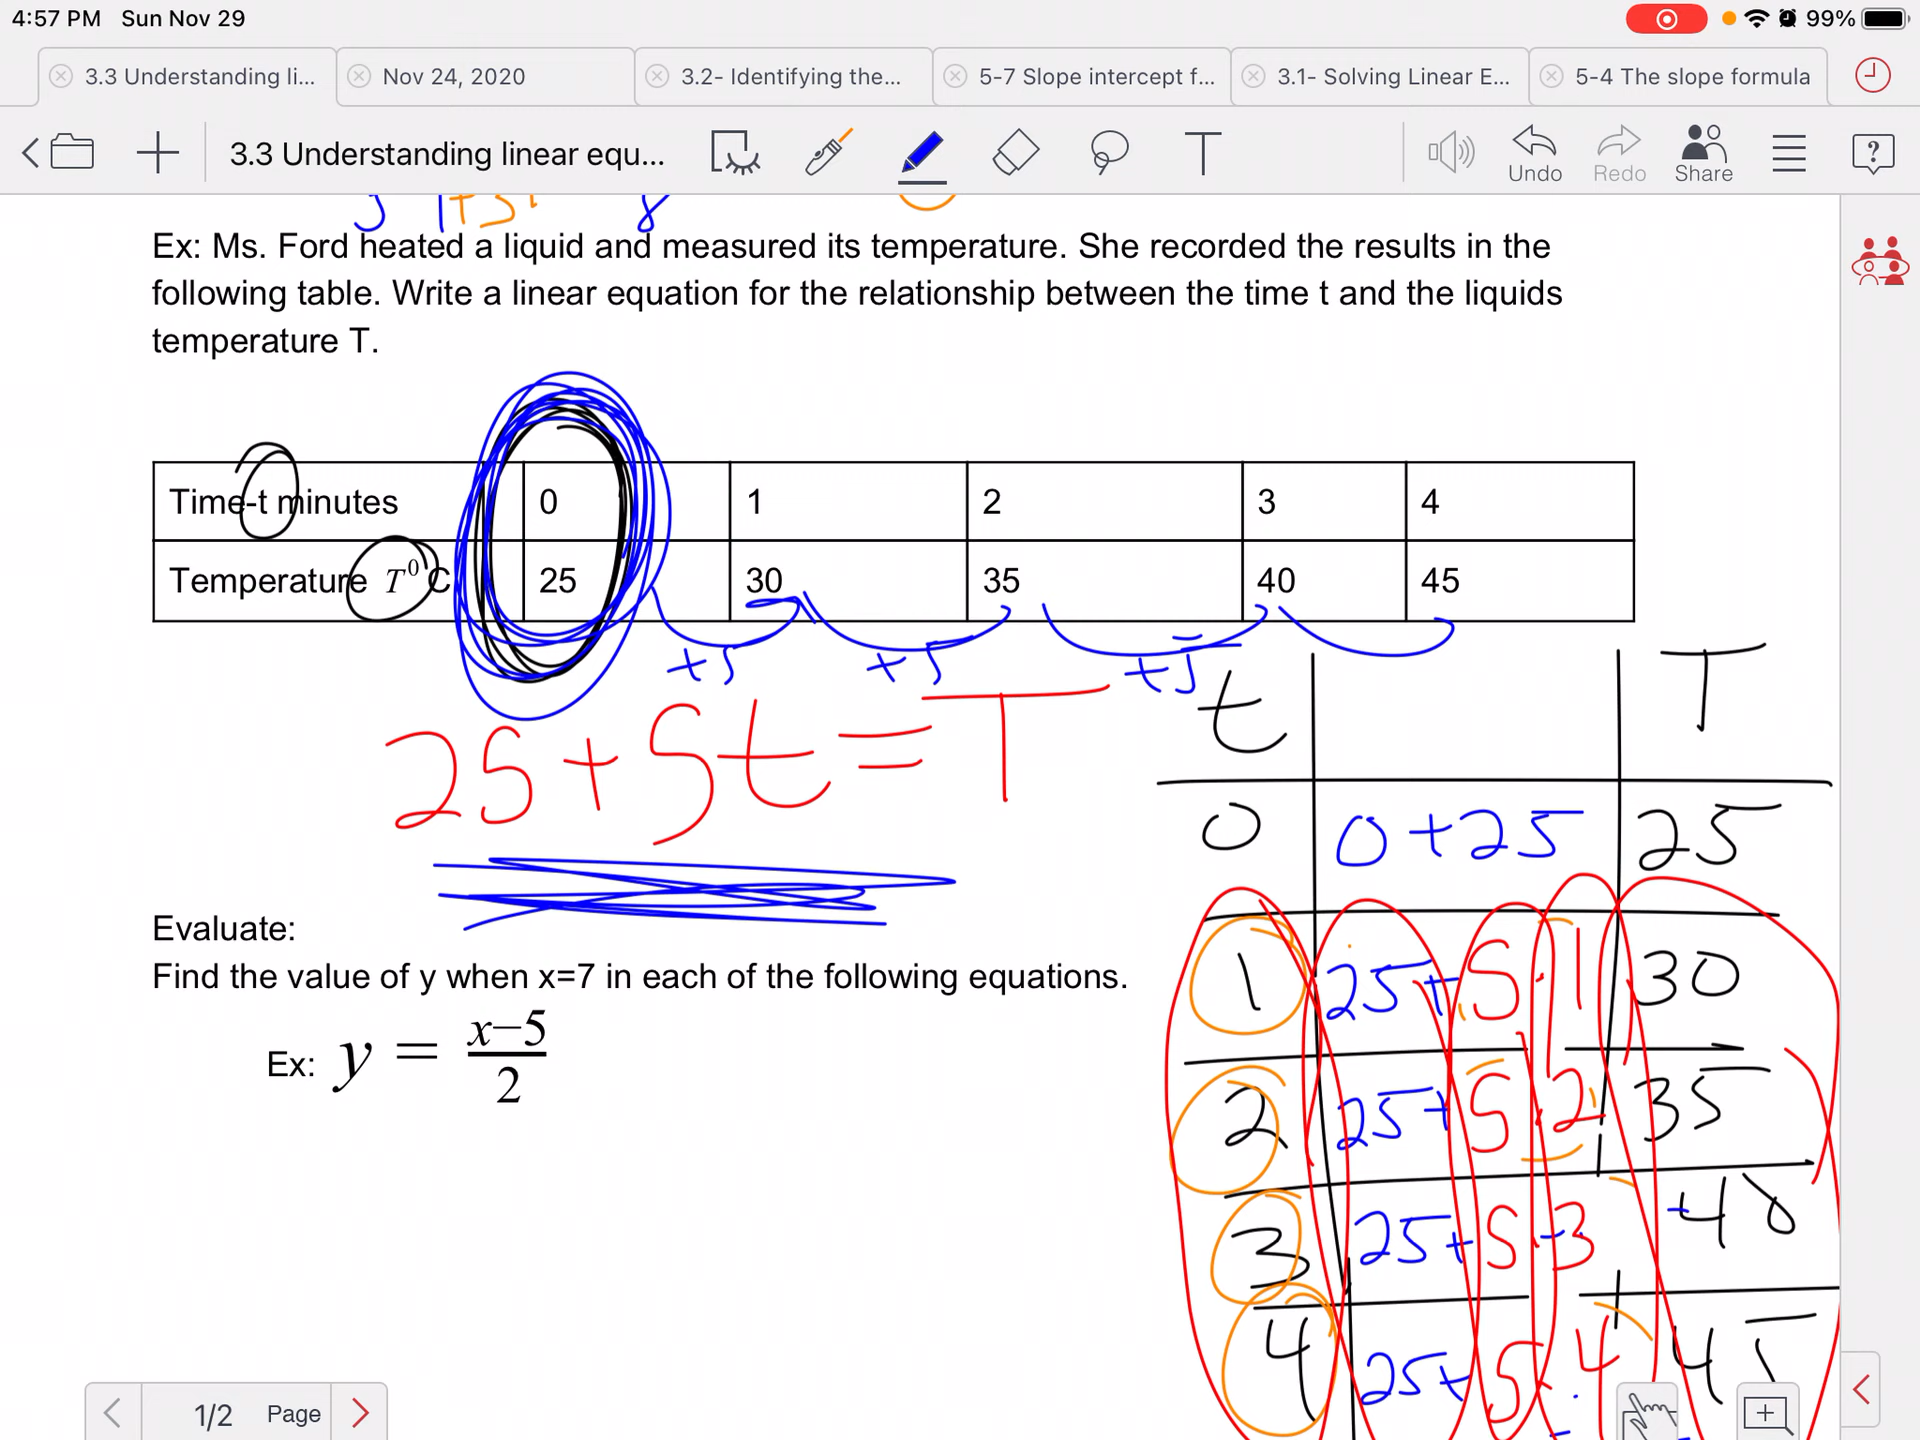 4:57 PM Sun Nov 29
99%
3.3 Understanding li...
Nov 24, 2020
3.2- Identifying the...
5-7 Slope intercept f...
3.1- Solving Linear E...
5-4 The slope formula
3.3 Understanding linear equ...
T
Undo
Redo
Share
?
Ex: Ms. Ford heated a liquid and measured its temperature. She recorded the results in the
following table. Write a linear equation for the relationship between the time t and the liquids
temperature T.
Time-t minutes 0 1 2 3 4
Temperature T⁰C 25 30 35 40 45
+5 +5 +5
25+5t=T
t T
0 0+25 25
1 25+5·1 30
2 25+5·2 35
3 25+5·3 40
4 25+5·4 45
Evaluate:
Find the value of y when x=7 in each of the following equations.
Ex: y = x−5/2
1/2 Page